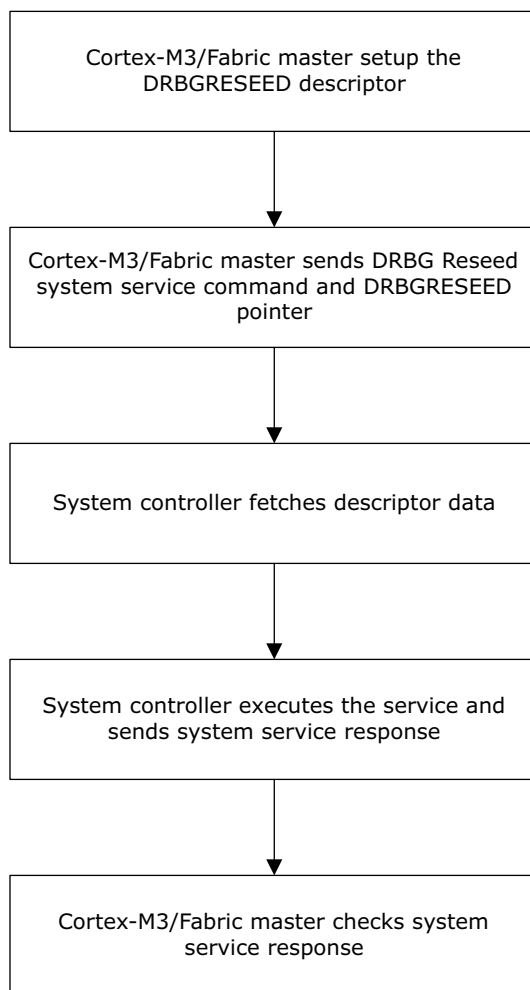 Cortex-M3/Fabric master setup the
DRBGRESEED descriptor
Cortex-M3/Fabric master sends DRBG Reseed
system service command and DRBGRESEED
pointer
System controller fetches descriptor data
System controller executes the service and
sends system service response
Cortex-M3/Fabric master checks system
service response